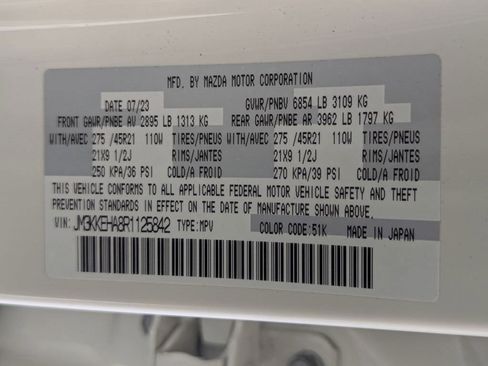 MFD. BY MAZDA MOTOR CORPORATION
DATE 07/23 GVWR/PNBV 6854 LB 3109 KG
FRONT GAWR/PNBE AV 2895 LB 1313 KG REAR GAWR/PNBE AR 3962 LB 1797 KG
WITH/AVEC 275 /45R21 110W TIRES/PNEUS WITH/AVEC 275 /45R21 110W TIRES/PNEUS
21X9 1/2J RIMS/JANTES 21X9 1/2J RIMS/JANTES
250 KPA/36 PSI COLD/A FROID 270 KPA/39 PSI COLD/A FROID
THIS VEHICLE CONFORMS TO ALL APPLICABLE FEDERAL MOTOR VEHICLE SAFETY AND THEFT
PREVENTION STANDARDS IN EFFECT ON THE DATE OF MANUFACTURE SHOWN ABOVE.
VIN: JM3KKEHA8R1125842 TYPE:MPV COLOR CODE:51K MADE IN JAPAN